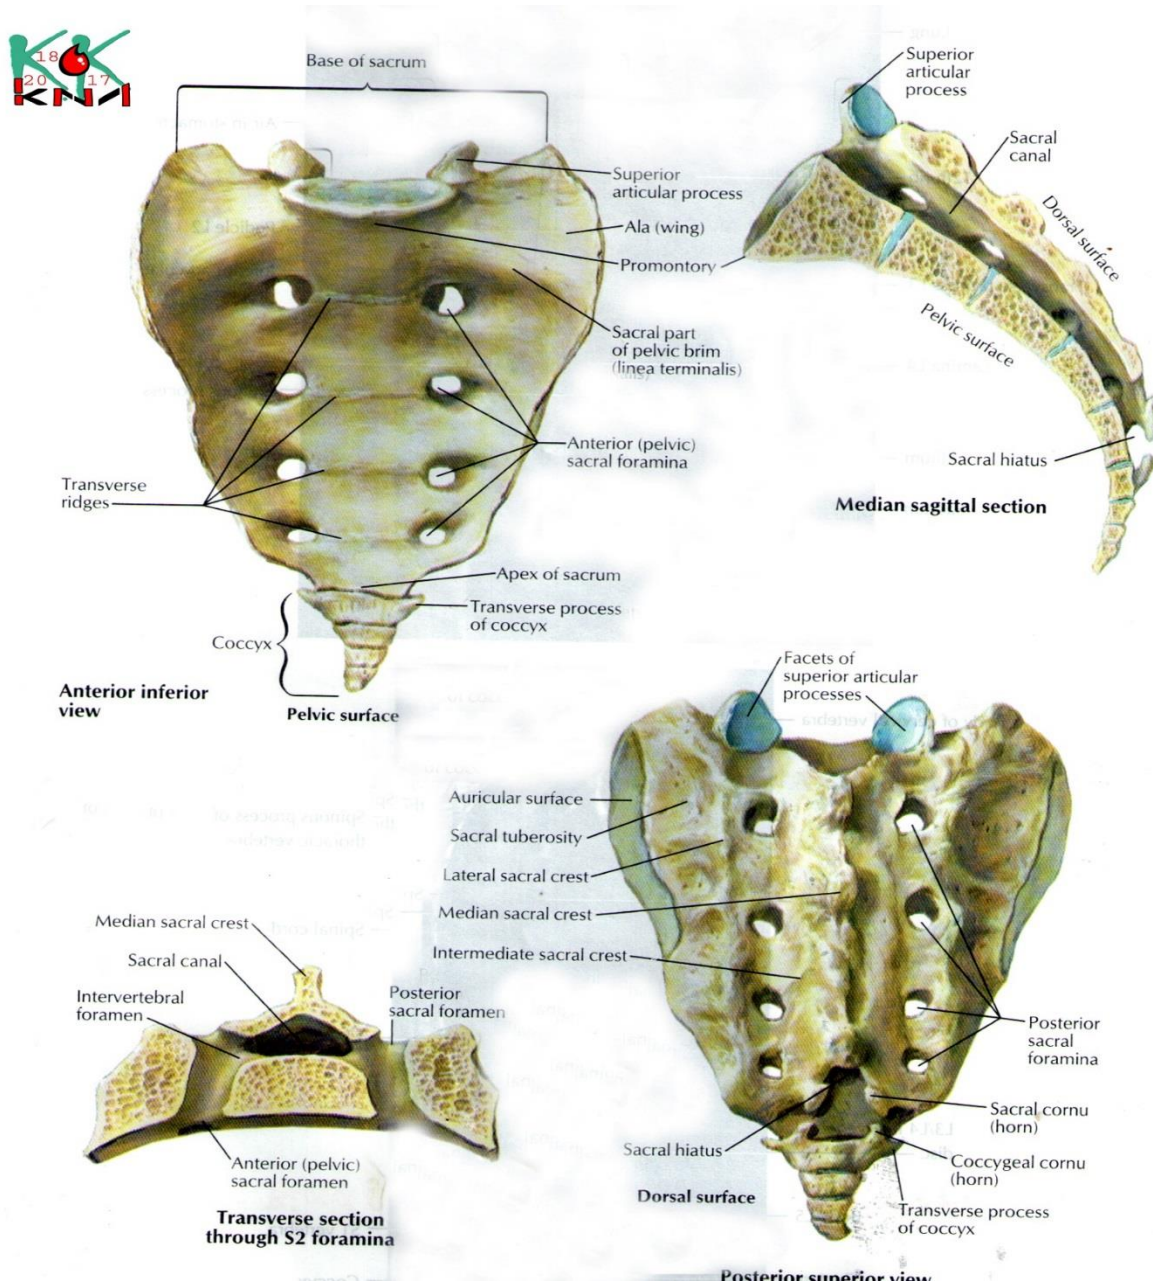 18
20 17
KNA
Base of sacrum
Superior
articular process
Ala (wing)
Promontory
Sacral part
of pelvic brim
(linea terminalis)
Anterior (pelvic)
sacral foramina
Transverse
ridges
Apex of sacrum
Transverse process
of coccyx
Coccyx
Anterior inferior
view
Pelvic surface
Superior
articular
process
Sacral
canal
Dorsal surface
Pelvic surface
Sacral hiatus
Median sagittal section
Facets of
superior articular
processes
Auricular surface
Sacral tuberosity
Lateral sacral crest
Median sacral crest
Intermediate sacral crest
Posterior
sacral
foramina
Sacral cornu
(horn)
Sacral hiatus
Coccygeal cornu
(horn)
Dorsal surface
Transverse process
of coccyx
Posterior superior view
Median sacral crest
Sacral canal
Intervertebral
foramen
Posterior
sacral foramen
Anterior (pelvic)
sacral foramen
Transverse section
through S2 foramina